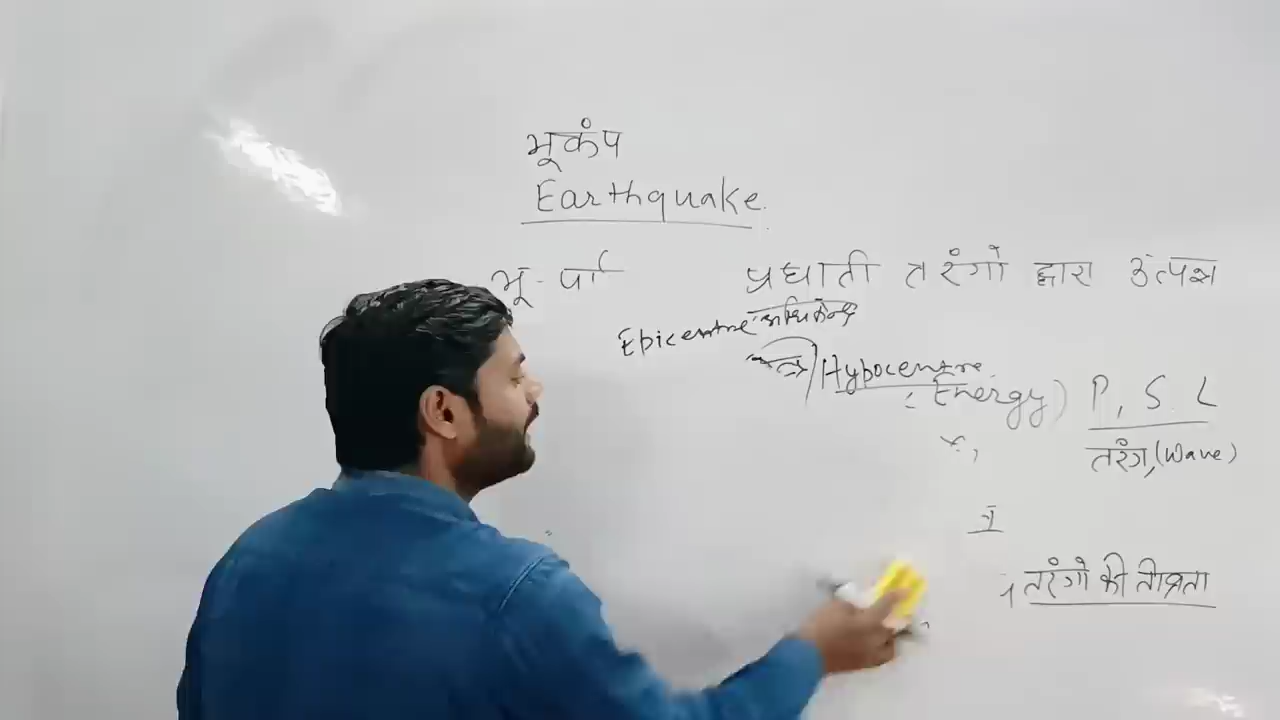 भूकंप
Earthquake.
भू-पर्
प्रघाती तरंगो द्वारा उत्पन्न
Epicentre अधिकेन्द्र
Hypocentre
: Energy) P, S. L
तरंग,(Wave)
तरंगो की तीव्रता